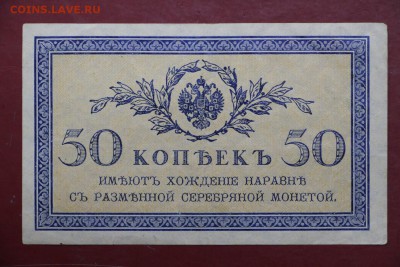 COINS.LAVE.RU
50 КОПѢЕКЪ 50
ИМѢЮТЪ ХОЖДЕНІЕ НАРАВНѢ
СЪ РАЗМѢННОЙ СЕРЕБРЯНОЙ МОНЕТОЙ.